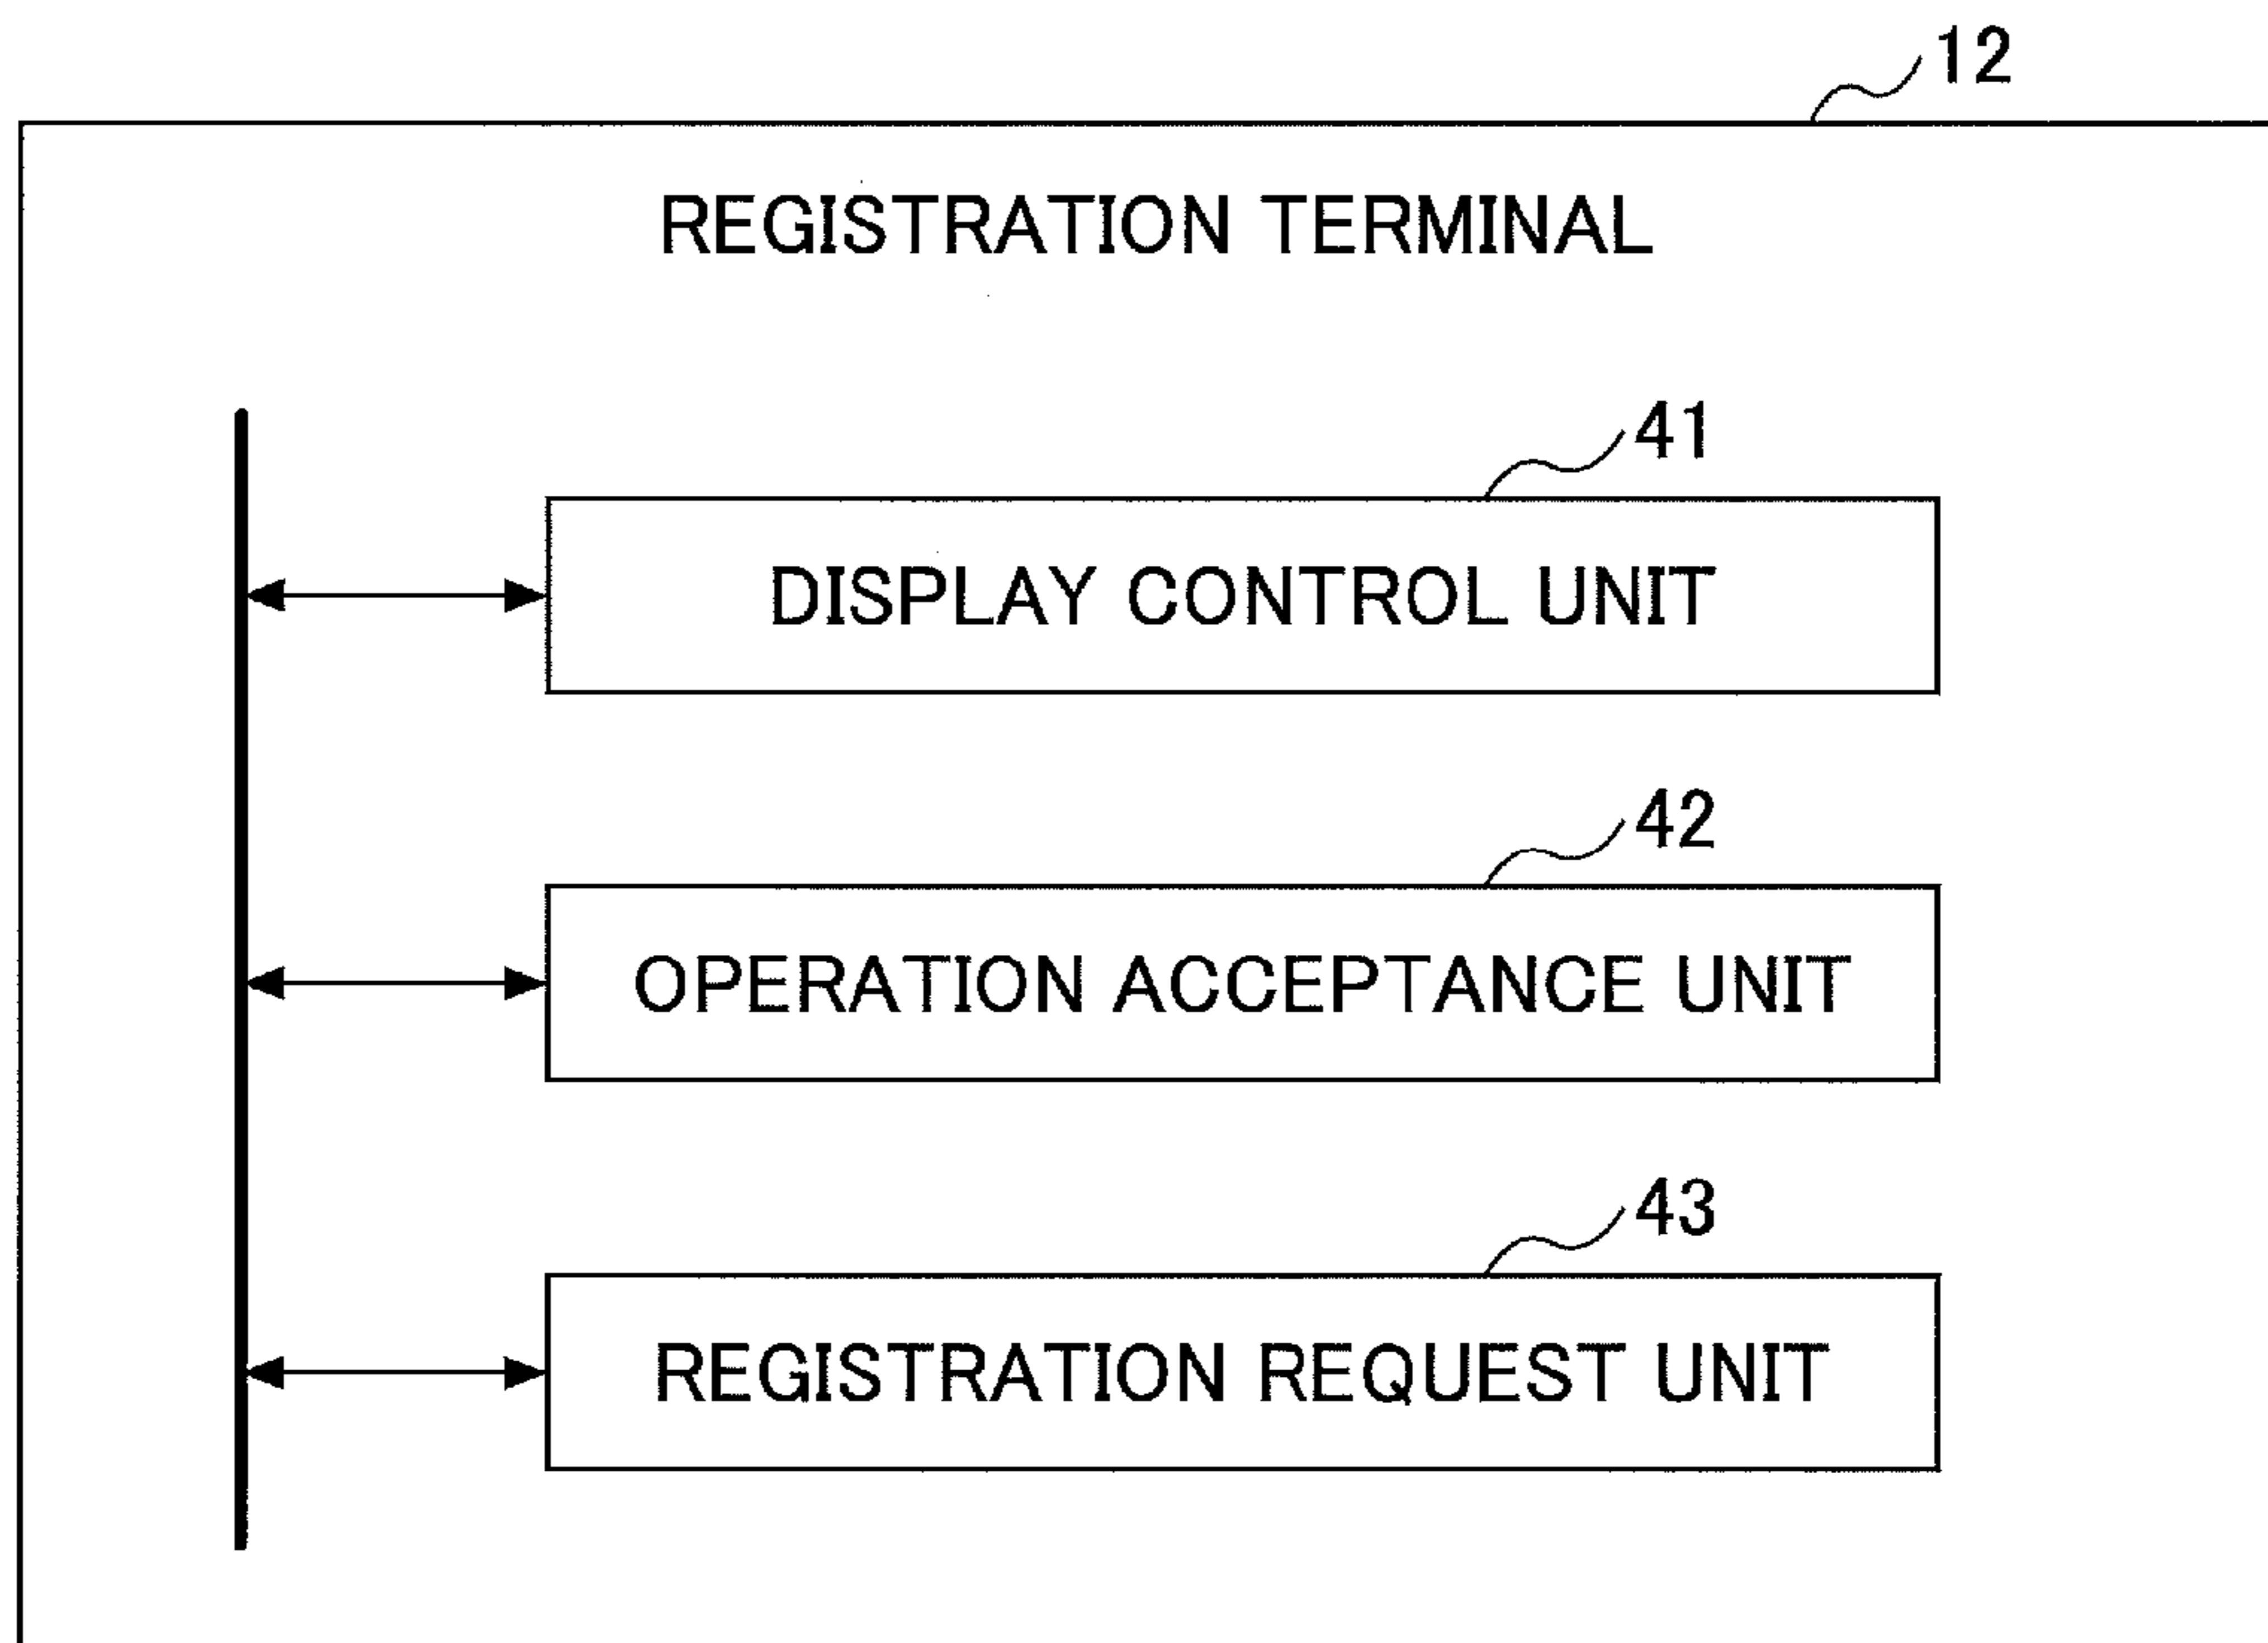 12
REGISTRATION TERMINAL
41
DISPLAY CONTROL UNIT
42
OPERATION ACCEPTANCE UNIT
43
REGISTRATION REQUEST UNIT